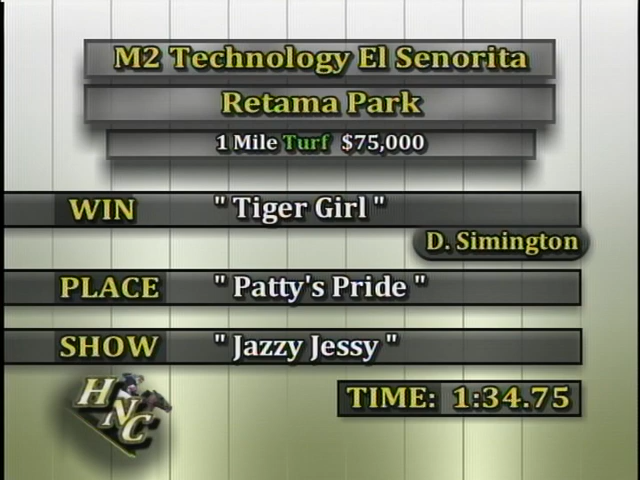 M2 Technology El Senorita
Retama Park
1 Mile Turf $75,000
WIN " Tiger Girl "
D. Simington
PLACE " Patty's Pride "
SHOW " Jazzy Jessy "
HNC
TIME: 1:34.75